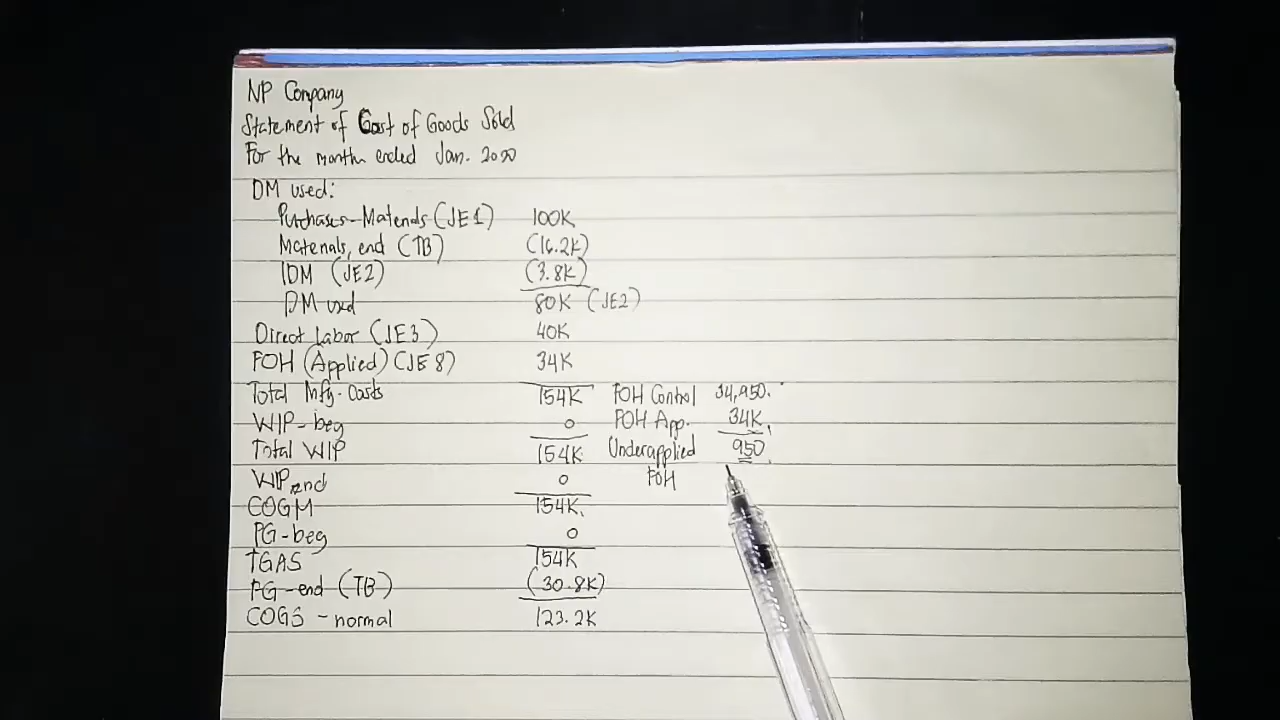 NP Company
Statement of Cost of Goods Sold
For the month ended Jan. 2020
DM used:
Purchases-Materials (JE1) 100K
Materials, end (TB) (16.2K)
IDM (JE2) (3.8K)
DM used 80K (JE2)
Direct Labor (JE3) 40K
FOH (Applied) (JE8) 34K
Total Mfg. Costs 154K FOH Control 34,950.
WIP-beg 0 FOH App. 34K
Total WIP 154K Underapplied 950
WIP, end 0 FOH
COGM 154K
FG-beg 0
TGAS 154K
FG-end (TB) (30.8K)
COGS - normal 123.2K